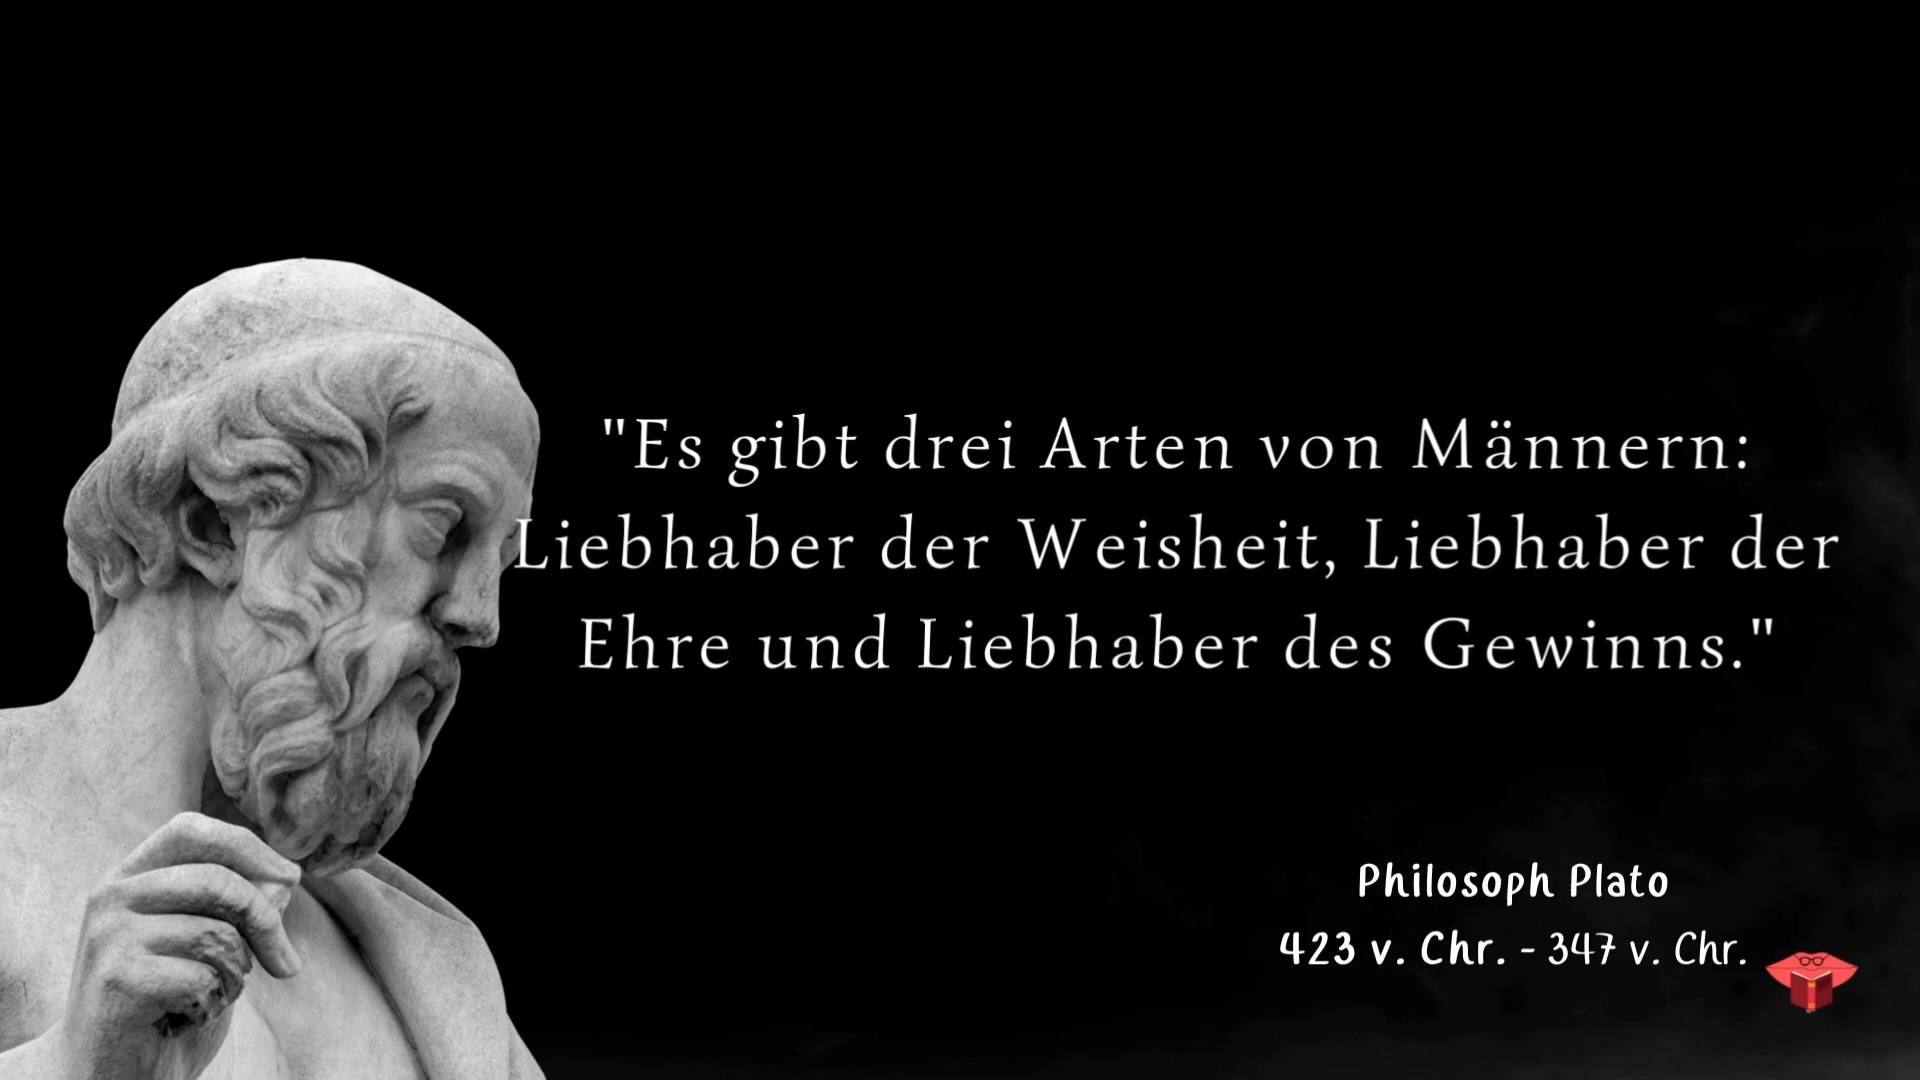 "Es gibt drei Arten von Männern:
Liebhaber der Weisheit, Liebhaber der
Ehre und Liebhaber des Gewinns."
Philosoph Plato
423 v. Chr. - 347 v. Chr.